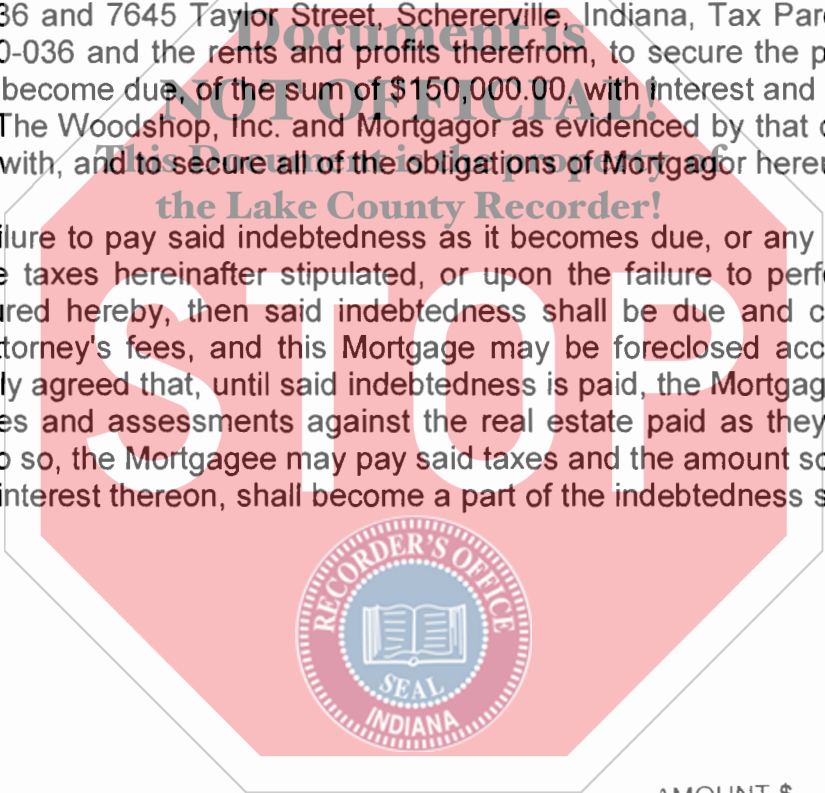 36 and 7645 Taylor Street, Schererville, Indiana, Tax Par
Document is
0-036 and the rents and profits therefrom, to secure the p
become due, of the sum of $150,000.00, with interest and
NOT OFFICIAL!
The Woodshop, Inc. and Mortgagor as evidenced by that
with, and to secure all of the obligations of Mortgagor hereu
This Document is the property of
the Lake County Recorder!
ilure to pay said indebtedness as it becomes due, or any
e taxes hereinafter stipulated, or upon the failure to perf
ured hereby, then said indebtedness shall be due and c
torney's fees, and this Mortgage may be foreclosed acc
ly agreed that, until said indebtedness is paid, the Mortgag
es and assessments against the real estate paid as they
o so, the Mortgagee may pay said taxes and the amount so
interest thereon, shall become a part of the indebtedness s
STOP
RECORDER'S OFFICE
SEAL
INDIANA
AMOUNT $